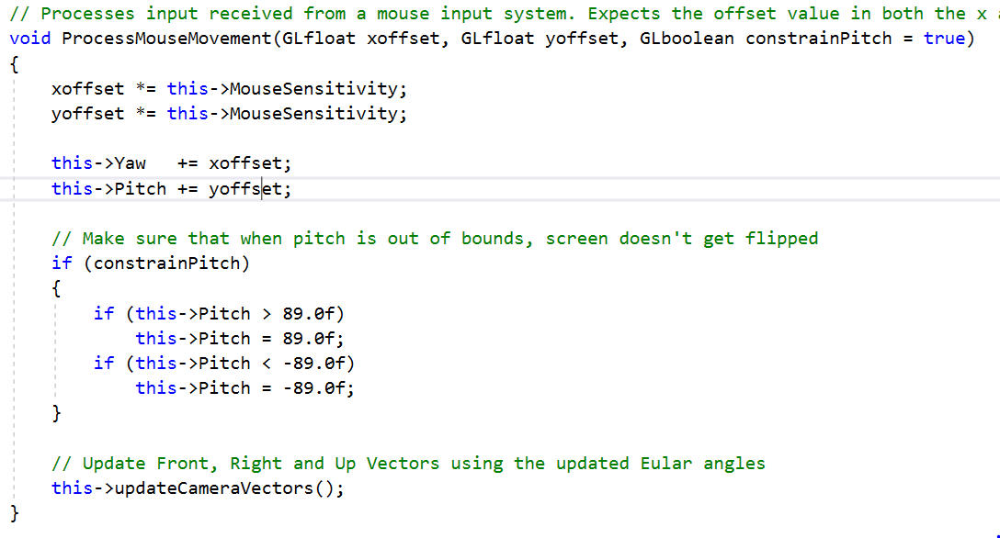 // Processes input received from a mouse input system. Expects the offset value in both the x
void ProcessMouseMovement(GLfloat xoffset, GLfloat yoffset, GLboolean constrainPitch = true)
{
    xoffset *= this->MouseSensitivity;
    yoffset *= this->MouseSensitivity;

    this->Yaw   += xoffset;
    this->Pitch += yoffset;

    // Make sure that when pitch is out of bounds, screen doesn't get flipped
    if (constrainPitch)
    {
        if (this->Pitch > 89.0f)
            this->Pitch = 89.0f;
        if (this->Pitch < -89.0f)
            this->Pitch = -89.0f;
    }

    // Update Front, Right and Up Vectors using the updated Eular angles
    this->updateCameraVectors();
}